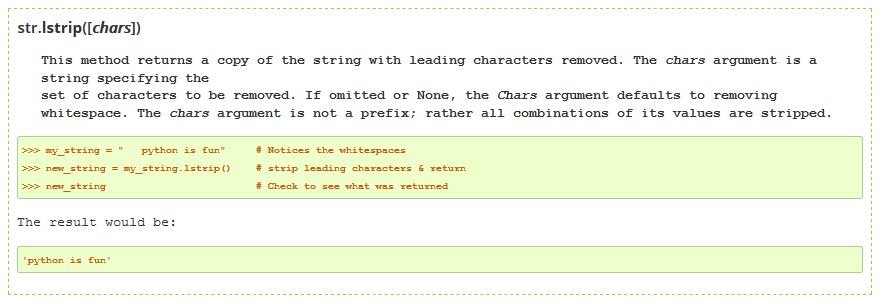 str.lstrip([chars])
This method returns a copy of the string with leading characters removed. The chars argument is a
string specifying the
set of characters to be removed. If omitted or None, the Chars argument defaults to removing
whitespace. The chars argument is not a prefix; rather all combinations of its values are stripped.
>>> my_string = "   python is fun"     # Notices the whitespaces
>>> new_string = my_string.lstrip()    # strip leading characters & return
>>> new_string                         # Check to see what was returned
The result would be:
'python is fun'